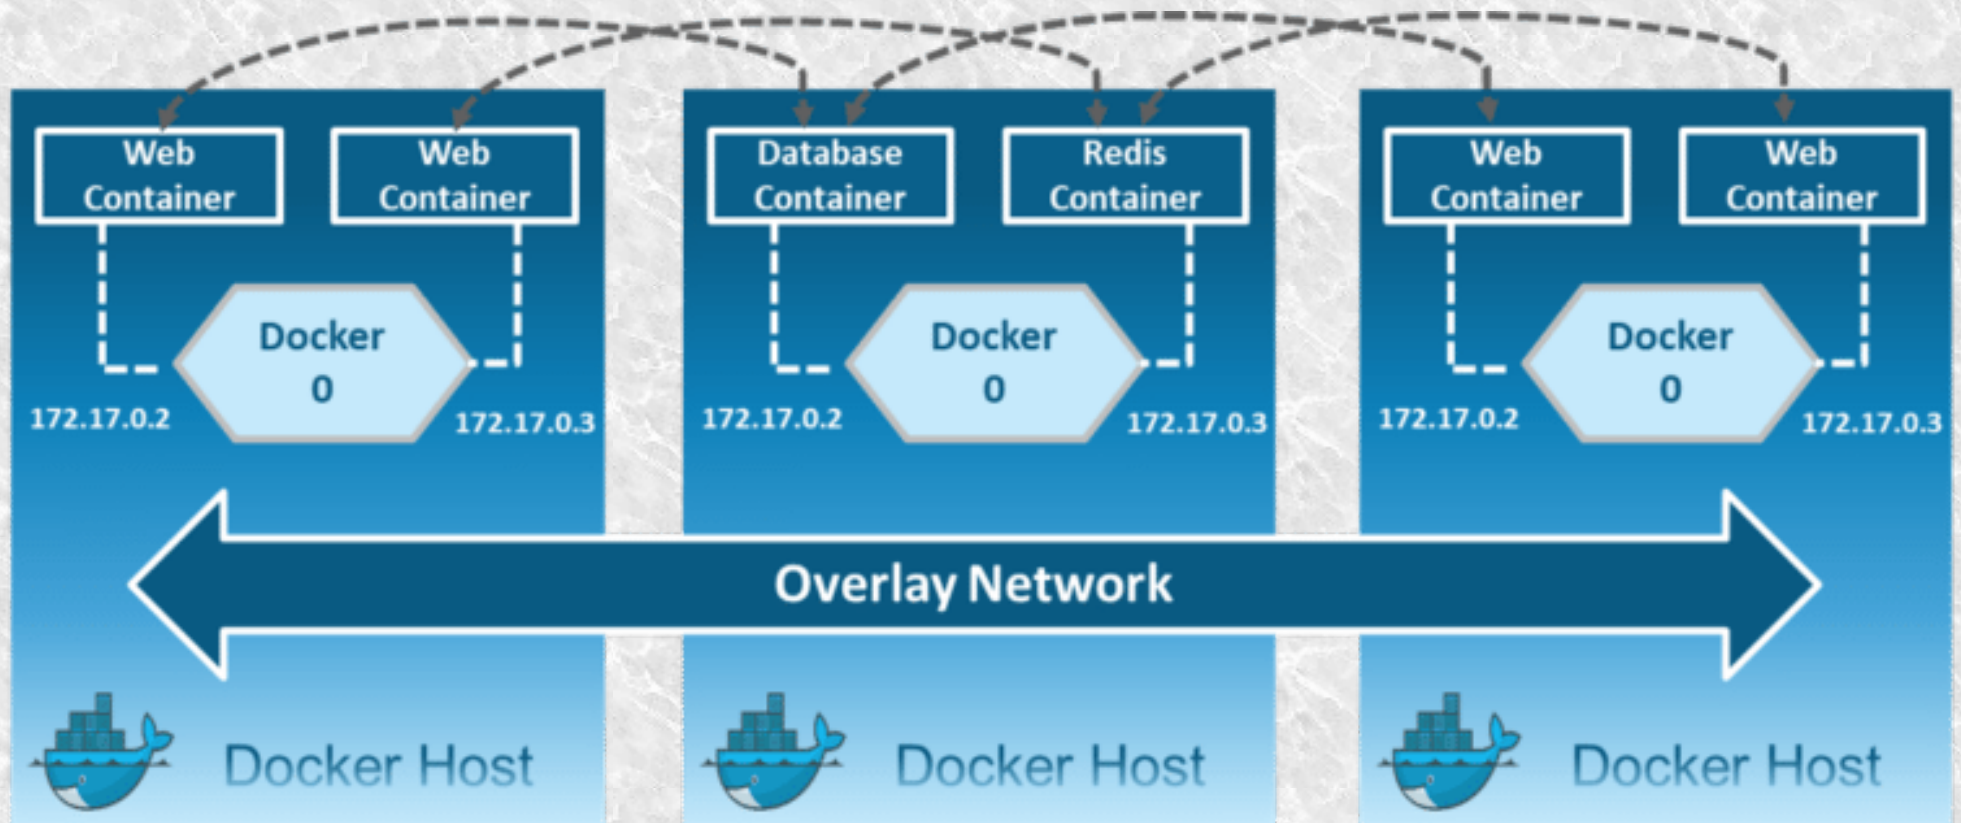 Web
Container
Web
Container
Docker
0
172.17.0.2
172.17.0.3
Database
Container
Redis
Container
Docker
0
172.17.0.2
172.17.0.3
Web
Container
Web
Container
Docker
0
172.17.0.2
172.17.0.3
Overlay Network
Docker Host
Docker Host
Docker Host